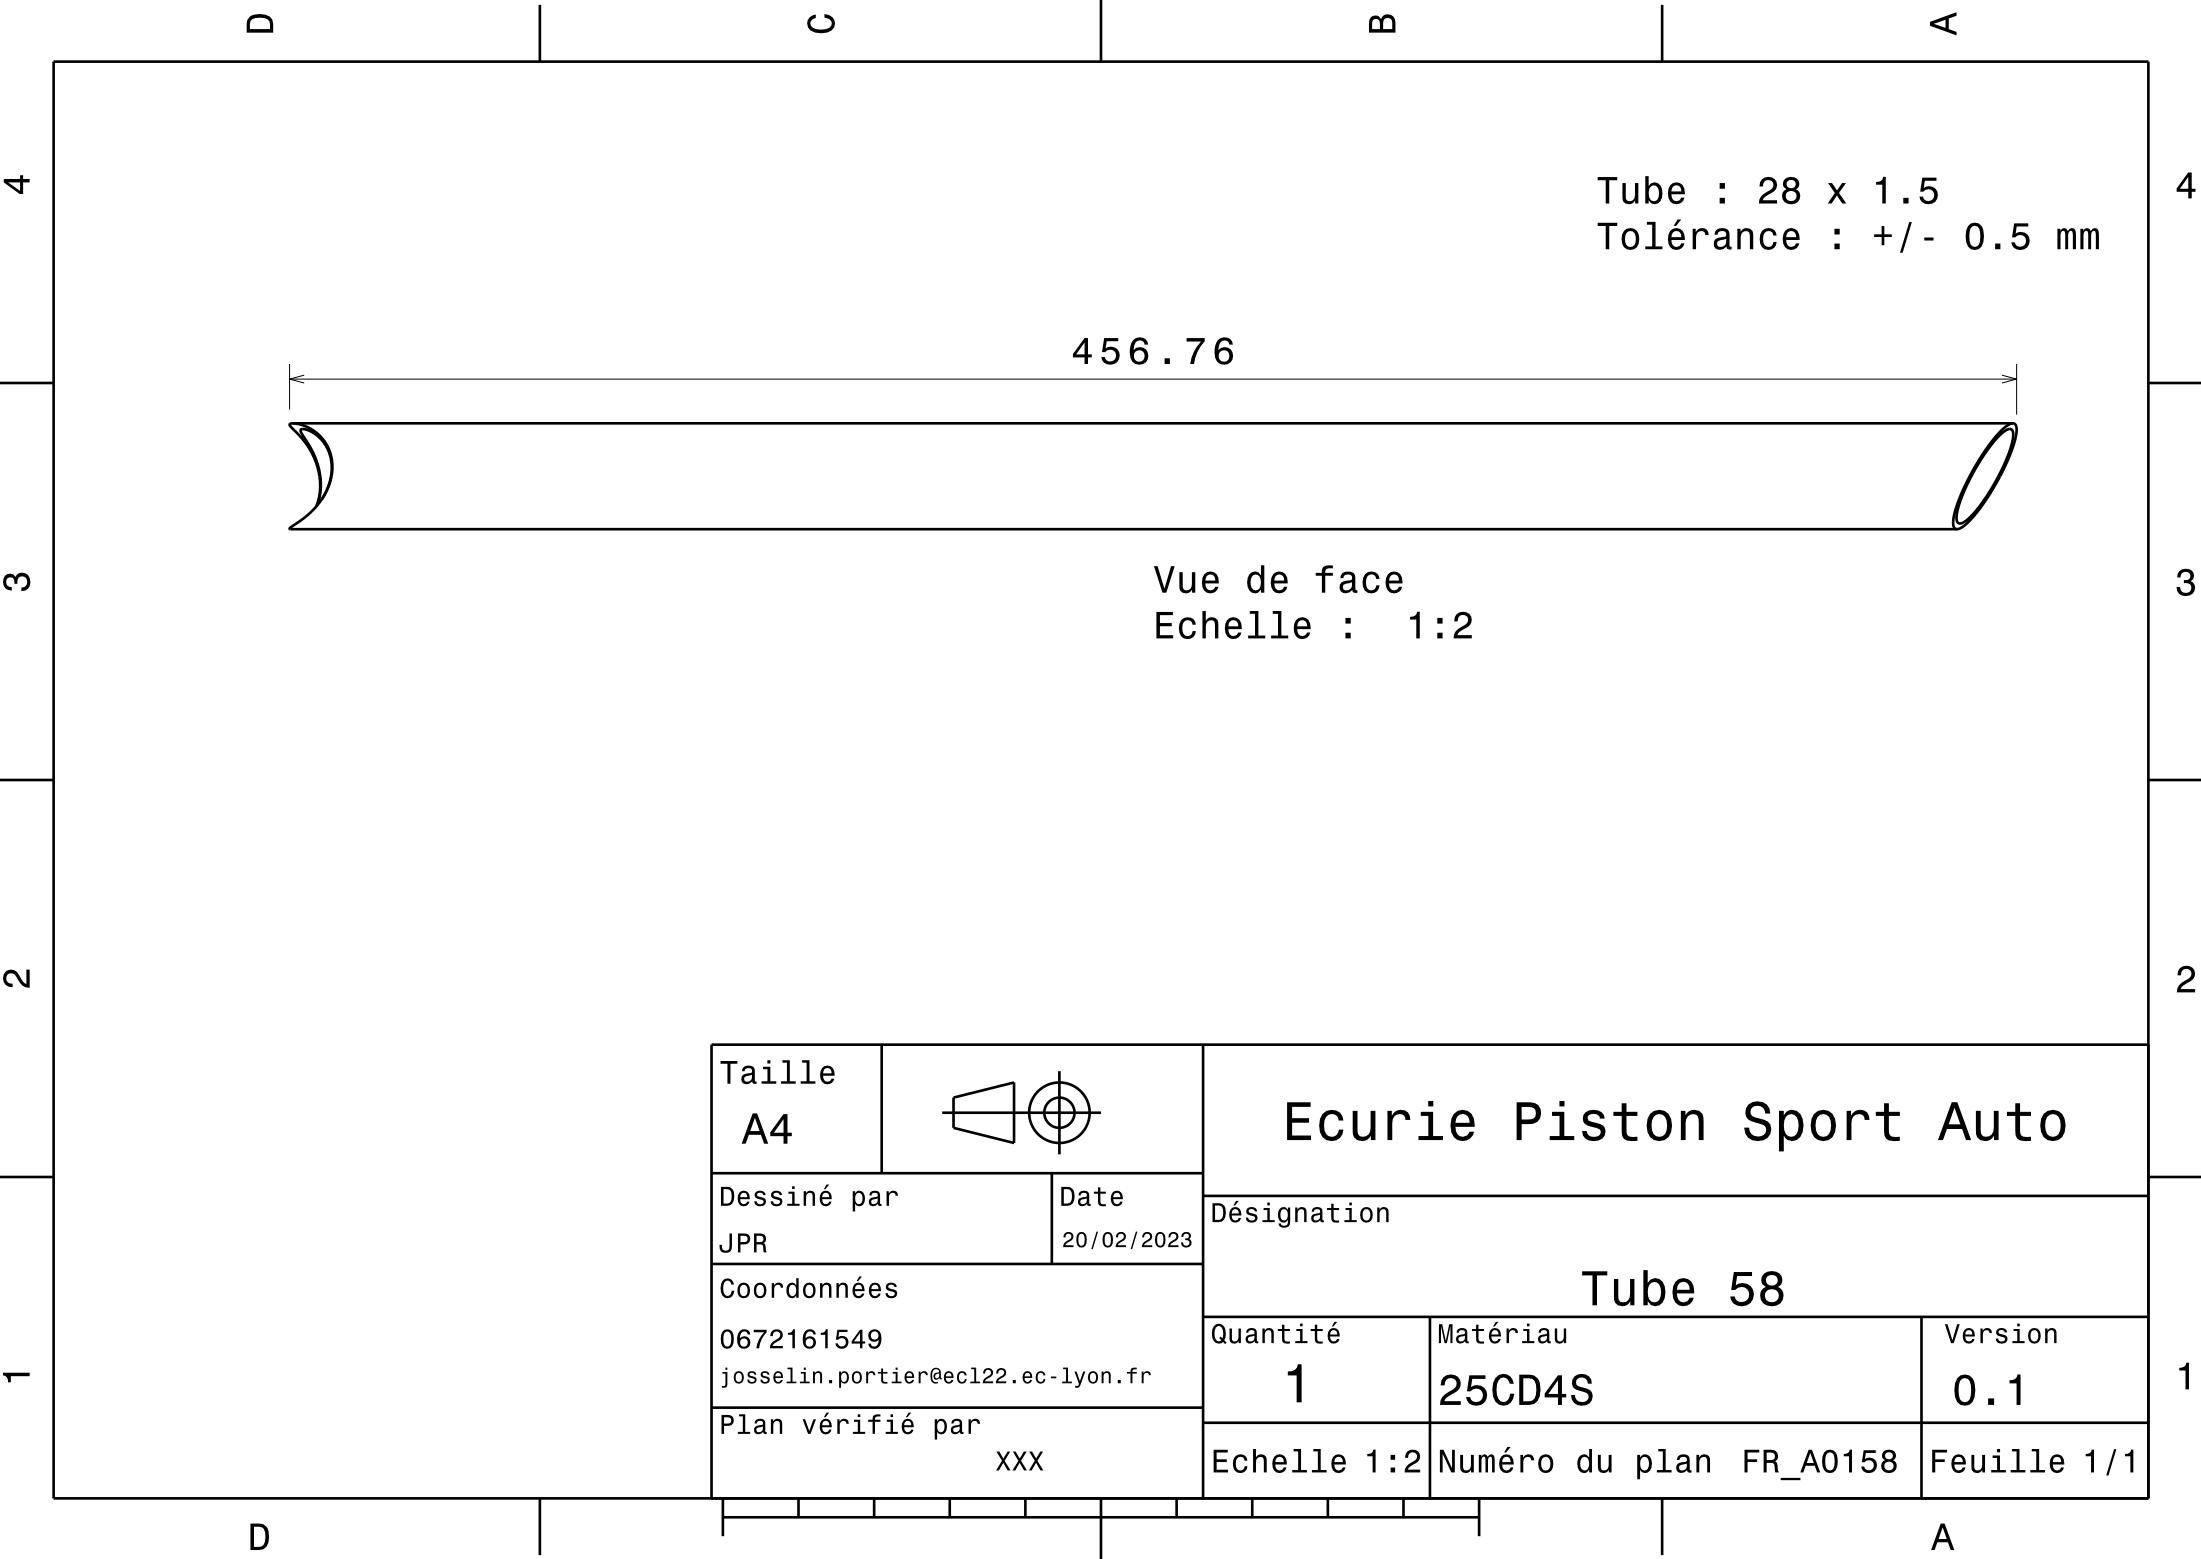 D C B A
4 4
Tube : 28 x 1.5
Tolérance : +/- 0.5 mm
456.76
3 3
Vue de face
Echelle : 1:2
2 2
Taille
A4
Ecurie Piston Sport Auto
Dessiné par
JPR
Date
20/02/2023
Désignation
Tube 58
Coordonnées
0672161549
josselin.portier@ecl22.ec-lyon.fr
Quantité
1
Matériau
25CD4S
Version
0.1
1 1
Plan vérifié par
XXX
Echelle 1:2
Numéro du plan FR_A0158
Feuille 1/1
D A